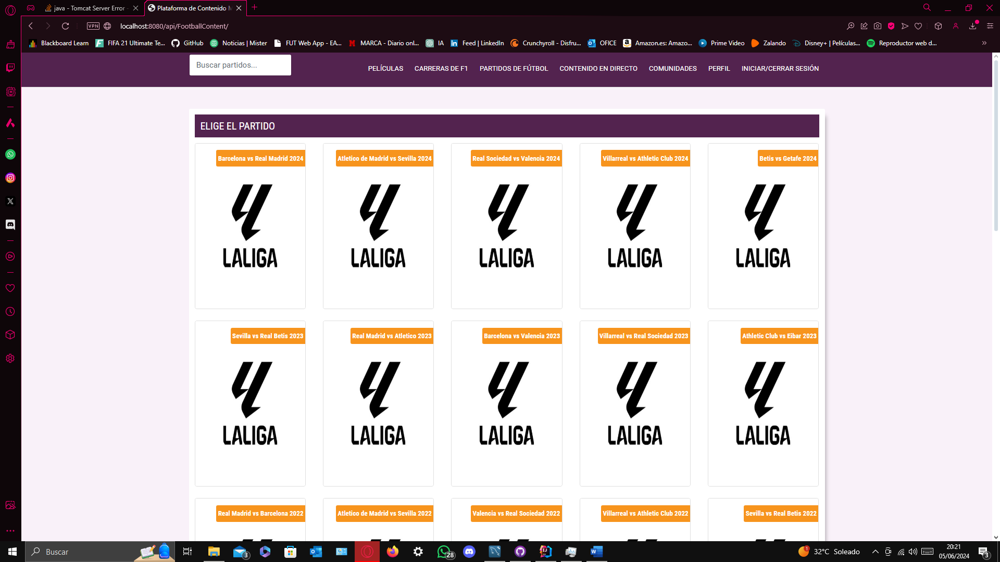 java - Tomcat Server Error -
Plataforma de Contenido M
VPN
localhost:8080/api/FootballContent/
Blackboard Learn
FIFA 21 Ultimate Te...
GitHub
Noticias | Mister
FUT Web App - EA...
MARCA - Diario onl...
IA
Feed | LinkedIn
Crunchyroll - Disfru...
OFICE
Amazon.es: Amazo...
Prime Video
Zalando
Disney+ | Películas...
Reproductor web d...
Buscar partidos...
PELÍCULAS
CARRERAS DE F1
PARTIDOS DE FÚTBOL
CONTENIDO EN DIRECTO
COMUNIDADES
PERFIL
INICIAR/CERRAR SESIÓN
ELIGE EL PARTIDO
Barcelona vs Real Madrid 2024
Atletico de Madrid vs Sevilla 2024
Real Sociedad vs Valencia 2024
Villarreal vs Athletic Club 2024
Betis vs Getafe 2024
LALIGA
LALIGA
LALIGA
LALIGA
LALIGA
Sevilla vs Real Betis 2023
Real Madrid vs Atletico 2023
Barcelona vs Valencia 2023
Villarreal vs Real Sociedad 2023
Athletic Club vs Eibar 2023
LALIGA
LALIGA
LALIGA
LALIGA
LALIGA
Real Madrid vs Barcelona 2022
Atletico de Madrid vs Sevilla 2022
Valencia vs Real Sociedad 2022
Villarreal vs Athletic Club 2022
Sevilla vs Real Betis 2022
Buscar
3
28
1
32°C Soleado
20:21
05/06/2024
3